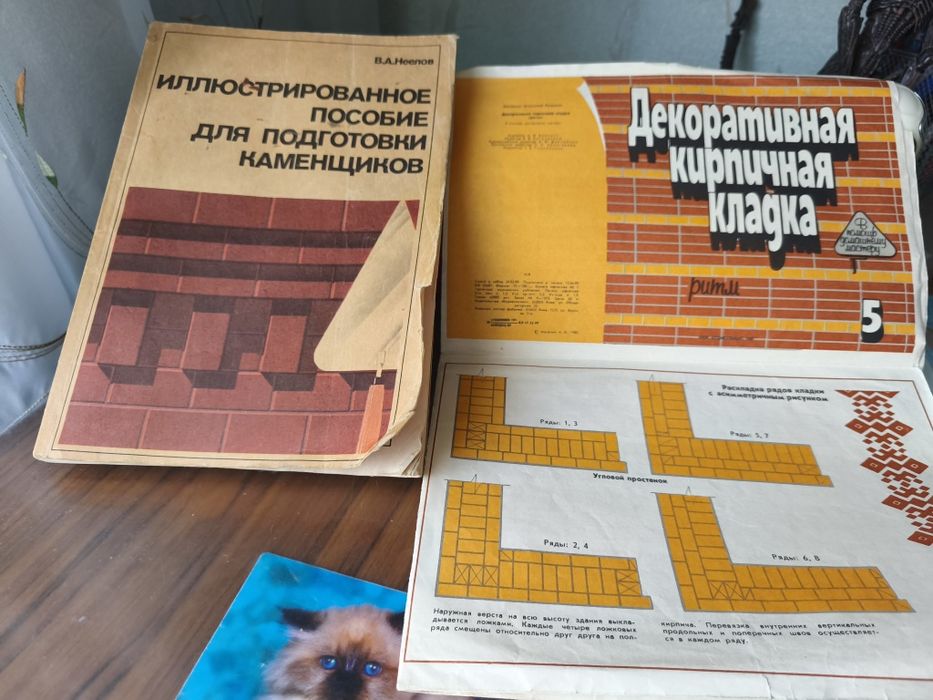 В.А.Неелов
ИЛЛЮСТРИРОВАННОЕ
ПОСОБИЕ
ДЛЯ ПОДГОТОВКИ
КАМЕНЩИКОВ
Декоративная
кирпичная
кладка
В
помощь
домашнему
мастеру
ритм
5
Раскладка рядов кладки
с асимметричным рисунком
Ряды: 1, 3
Ряды: 5, 7
Угловой простенок
Ряды: 2, 4
Ряды: 6, 8
Наружная верста на всю высоту здания выкла-
дывается ложками. Каждые четыре ложковых
ряда смещены относительно друг друга на пол-
кирпича. Перевязка внутренних вертикальных
продольных и поперечных швов осуществляет-
ся в каждом ряду.